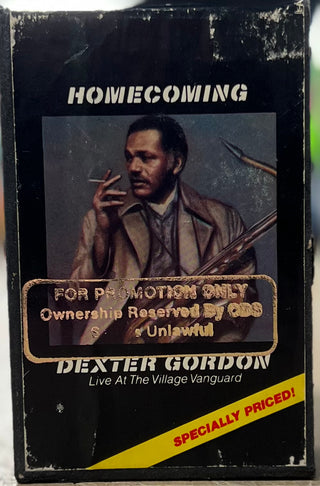 HOMECOMING
FOR PROMOTION ONLY
Ownership Reserved By CBS
Unlawful
DEXTER GORDON
Live At The Village Vanguard
SPECIALLY PRICED!